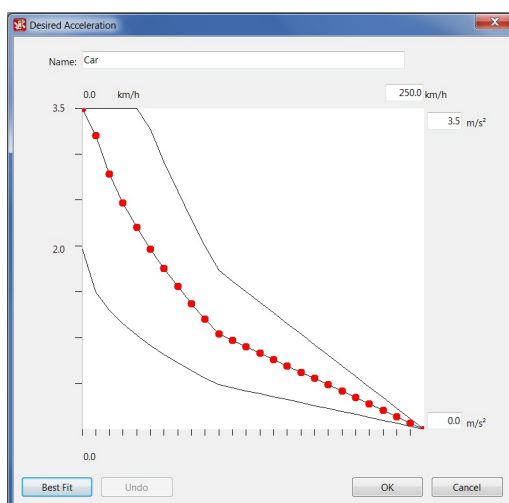 Desired Acceleration
Name: Car
0.0 km/h 250.0 km/h
3.5 3.5 m/s²
2.0
0.0 m/s²
0.0
Best Fit Undo OK Cancel